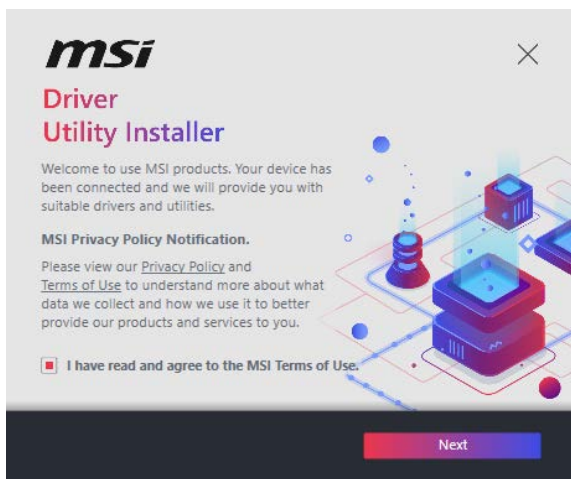 msi
Driver
Utility Installer
Welcome to use MSI products. Your device has
been connected and we will provide you with
suitable drivers and utilities.
MSI Privacy Policy Notification.
Please view our Privacy Policy and
Terms of Use to understand more about what
data we collect and how we use it to better
provide our products and services to you.
I have read and agree to the MSI Terms of Use.
Next